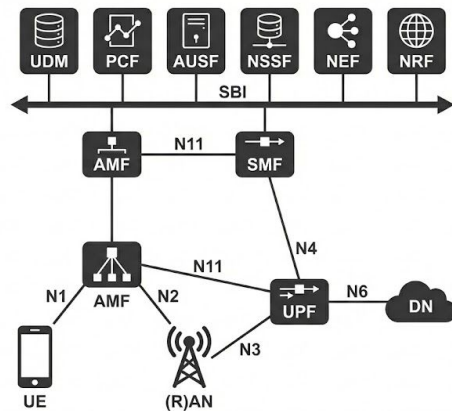 UDM PCF AUSF NSSF NEF NRF
SBI
AMF N11 SMF
N4
N11
N1 AMF N2 UPF N6 DN
N3
UE (R)AN